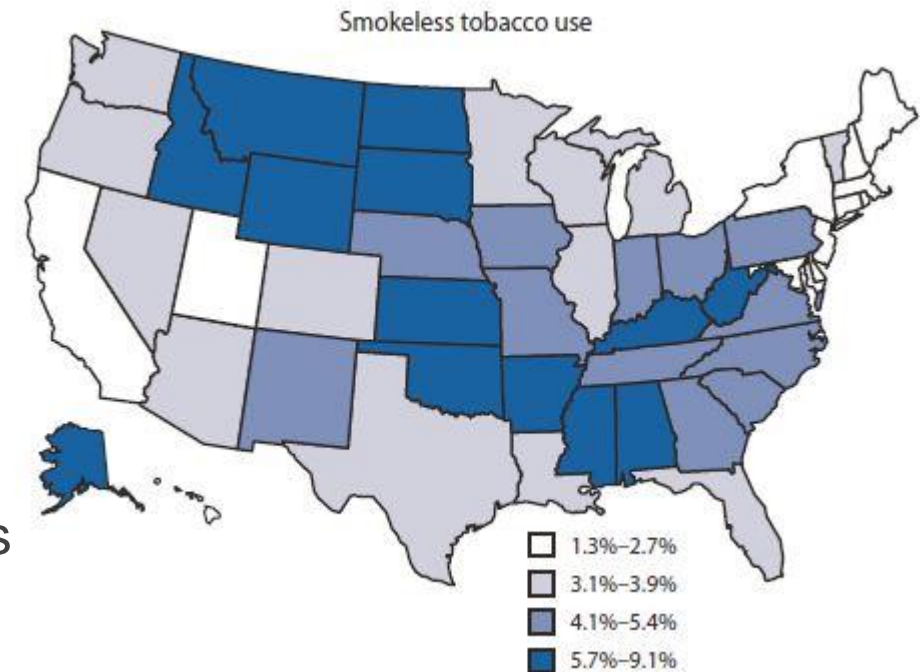 Smokeless tobacco use
s
1.3%–2.7%
3.1%–3.9%
4.1%–5.4%
5.7%–9.1%